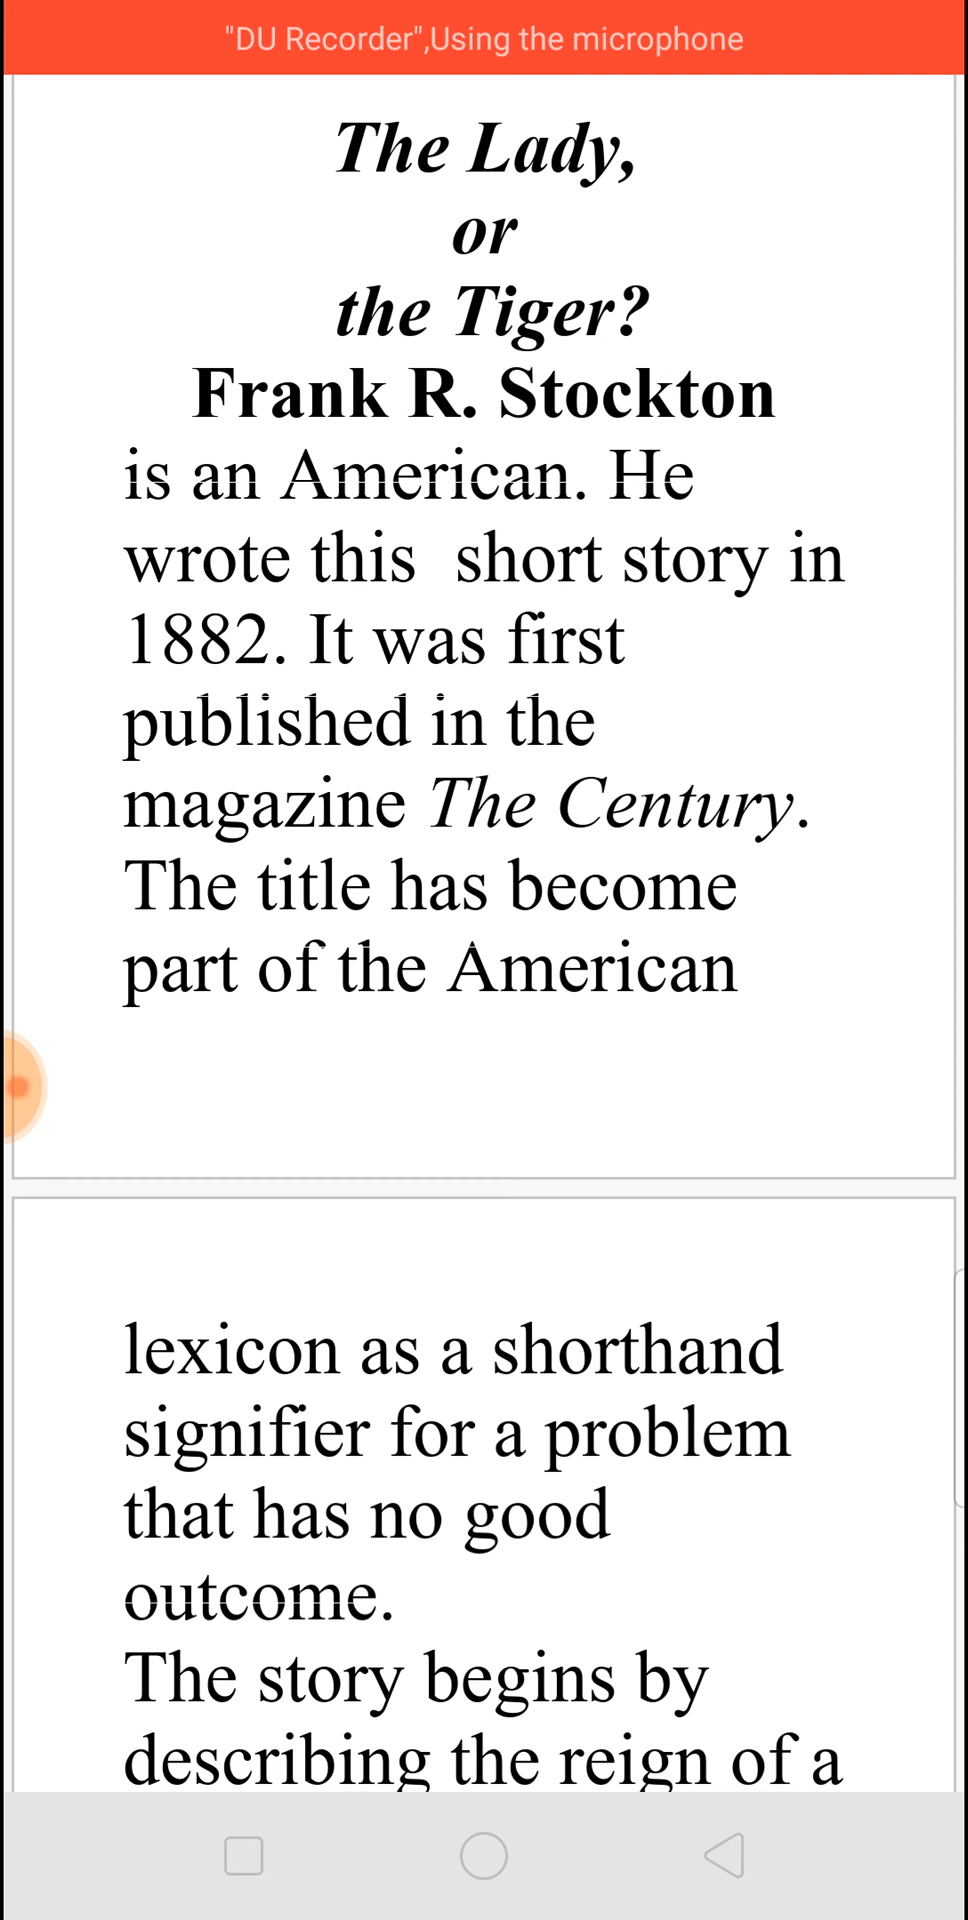 "DU Recorder",Using the microphone
The Lady,
or
the Tiger?
Frank R. Stockton
is an American. He
wrote this  short story in
1882. It was first
published in the
magazine The Century.
The title has become
part of the American
lexicon as a shorthand
signifier for a problem
that has no good
outcome.
The story begins by
describing the reign of a